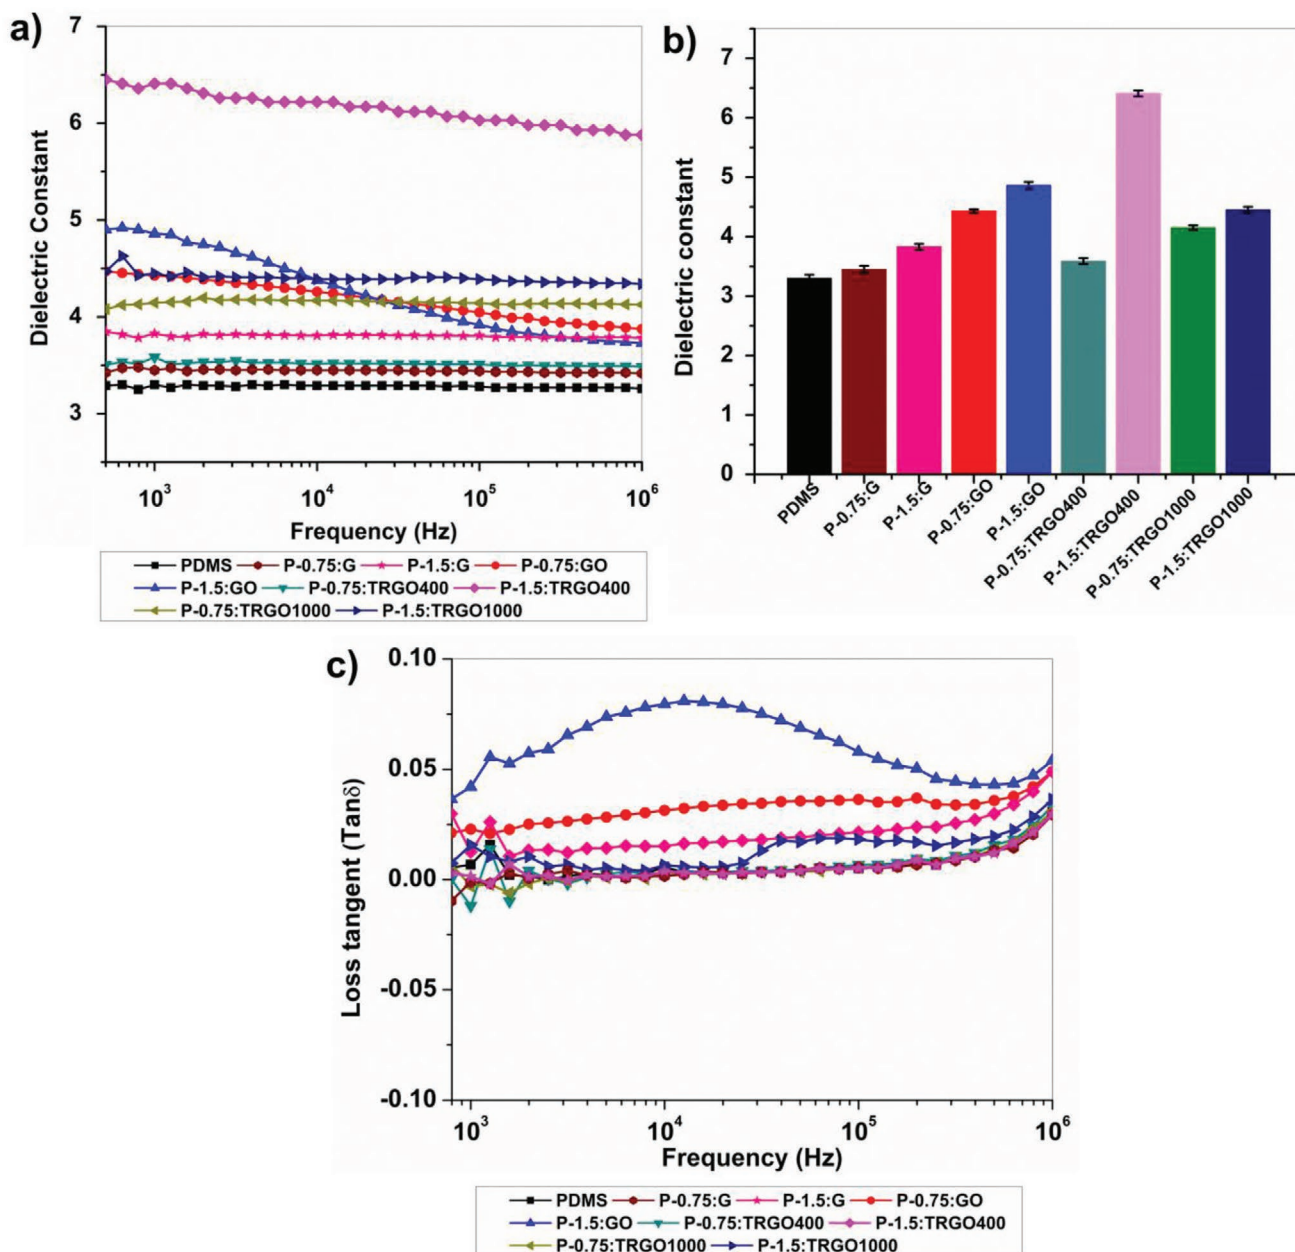 a)
7
6
5
4
3
Dielectric Constant
10³ 10⁴ 10⁵ 10⁶
Frequency (Hz)
PDMS P-0.75:G P-1.5:G P-0.75:GO
P-1.5:GO P-0.75:TRGO400 P-1.5:TRGO400
P-0.75:TRGO1000 P-1.5:TRGO1000
b)
7
6
5
4
3
2
1
0
Dielectric constant
PDMS
P-0.75:G
P-1.5:G
P-0.75:GO
P-1.5:GO
P-0.75:TRGO400
P-1.5:TRGO400
P-0.75:TRGO1000
P-1.5:TRGO1000
c)
0.10
0.05
0.00
-0.05
-0.10
Loss tangent (Tanδ)
10³ 10⁴ 10⁵ 10⁶
Frequency (Hz)
PDMS P-0.75:G P-1.5:G P-0.75:GO
P-1.5:GO P-0.75:TRGO400 P-1.5:TRGO400
P-0.75:TRGO1000 P-1.5:TRGO1000